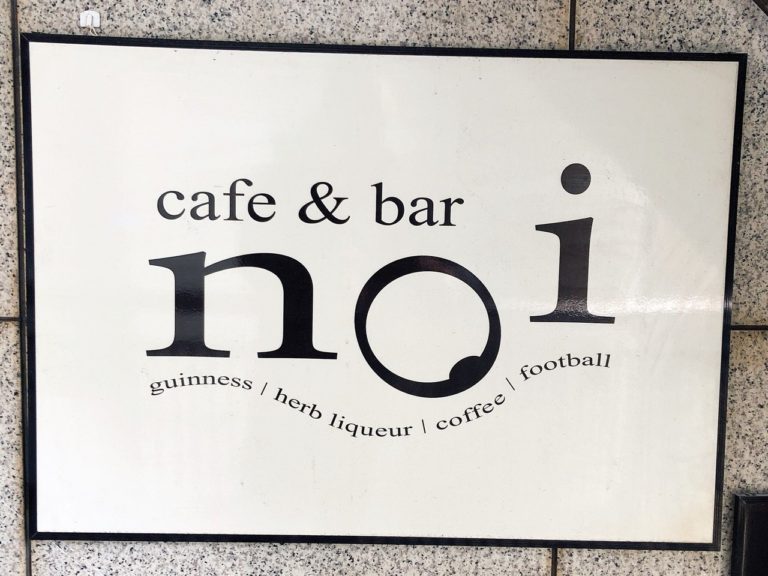 cafe & bar
noi
guinness | herb liqueur | coffee | football